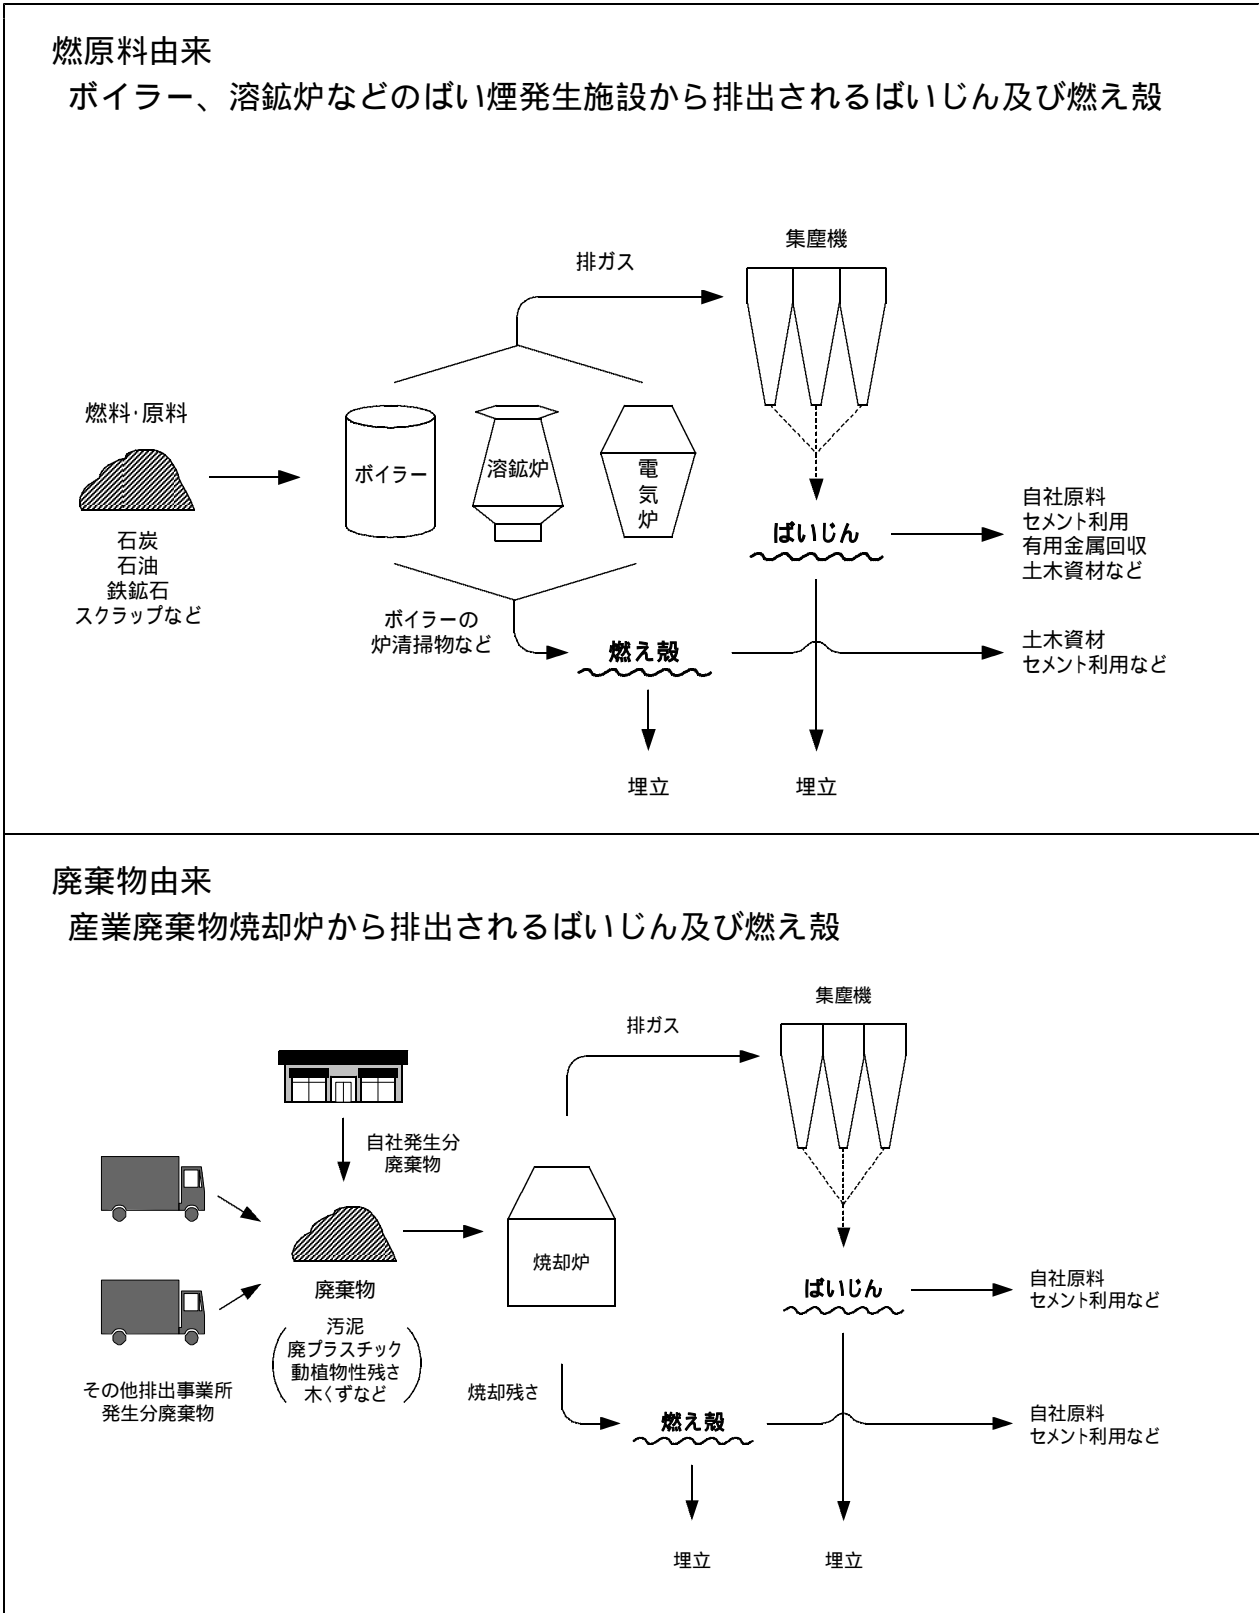 燃原料由来
ボイラー、溶鉱炉などのばい煙発生施設から排出されるばいじん及び燃え殻
集塵機
排ガス
燃料・原料
ボイラー
溶鉱炉
電
気
炉
石炭
石油
鉄鉱石
スクラップなど
ばいじん
自社原料
セメント利用
有用金属回収
土木資材など
ボイラーの
炉清掃物など
燃え殻
土木資材
セメント利用など
埋立
埋立
廃棄物由来
産業廃棄物焼却炉から排出されるばいじん及び燃え殻
集塵機
排ガス
自社発生分
廃棄物
焼却炉
廃棄物
汚泥
廃プラスチック
動植物性残さ
木くずなど
その他排出事業所
発生分廃棄物
ばいじん
自社原料
セメント利用など
焼却残さ
燃え殻
自社原料
セメント利用など
埋立
埋立